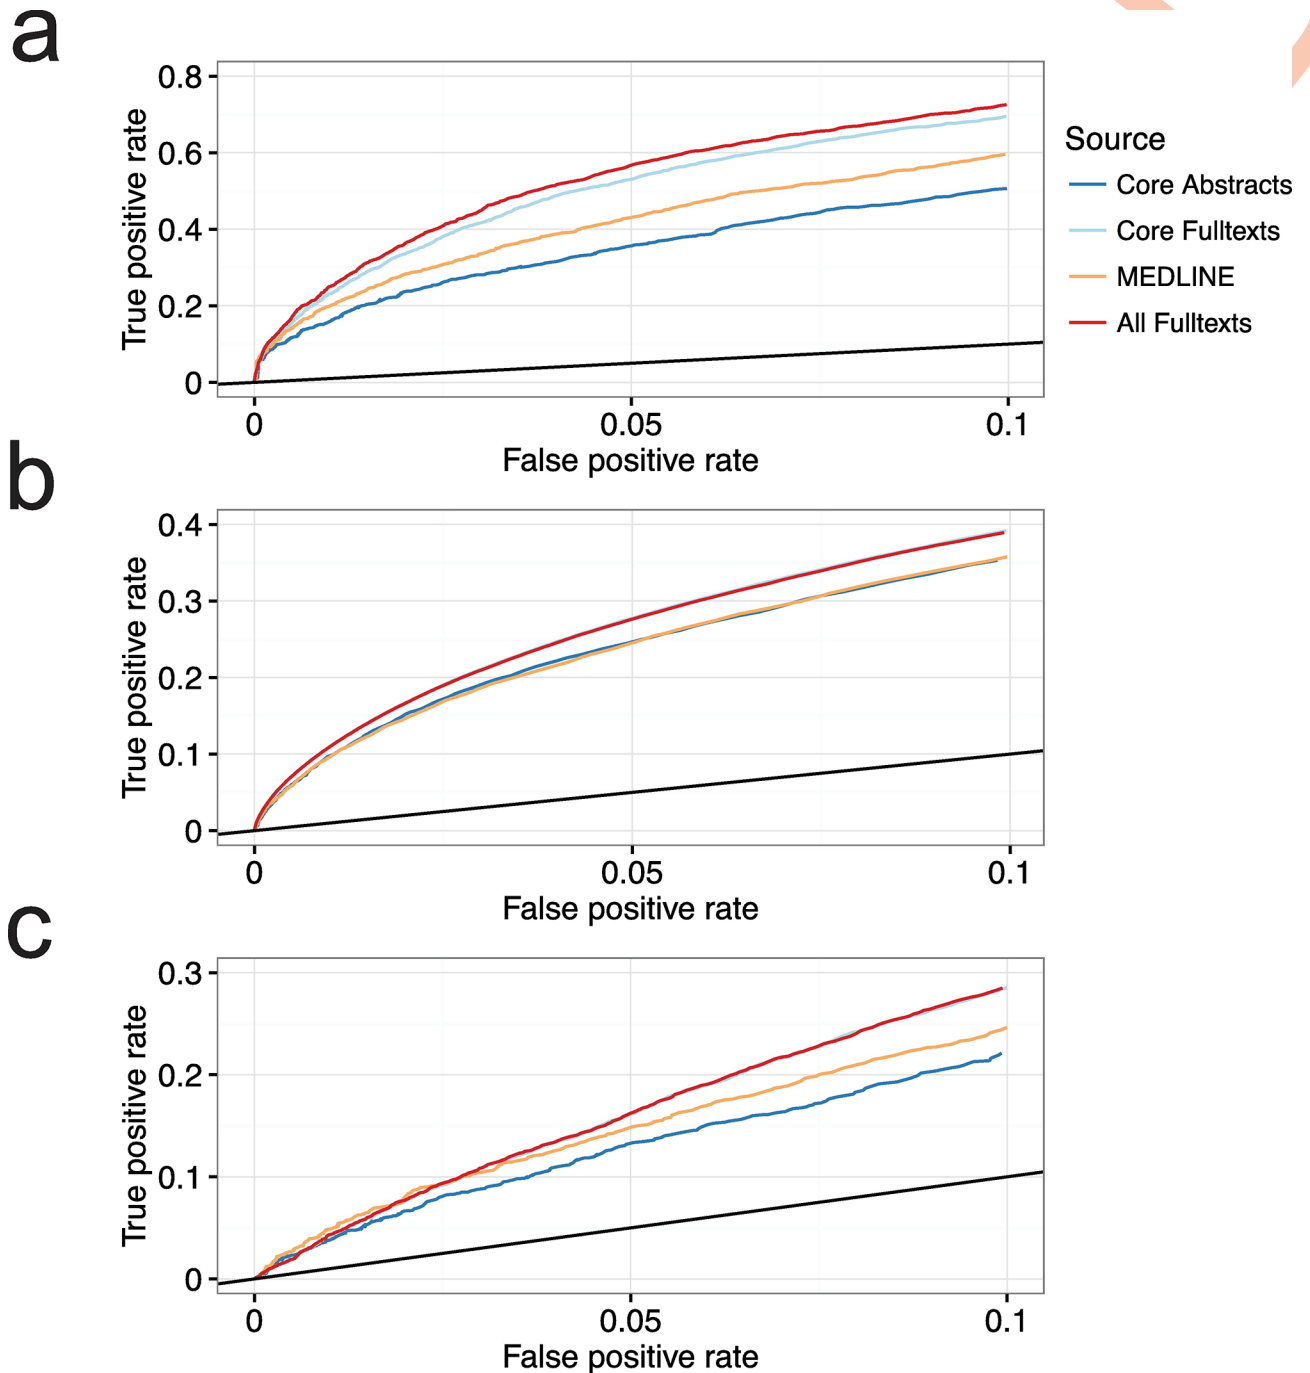 a
True positive rate
0.8
0.6
0.4
0.2
0
0
0.05
0.1
False positive rate
Source
Core Abstracts
Core Fulltexts
MEDLINE
All Fulltexts
b
True positive rate
0.4
0.3
0.2
0.1
0
0
0.05
0.1
False positive rate
c
True positive rate
0.3
0.2
0.1
0
0
0.05
0.1
False positive rate